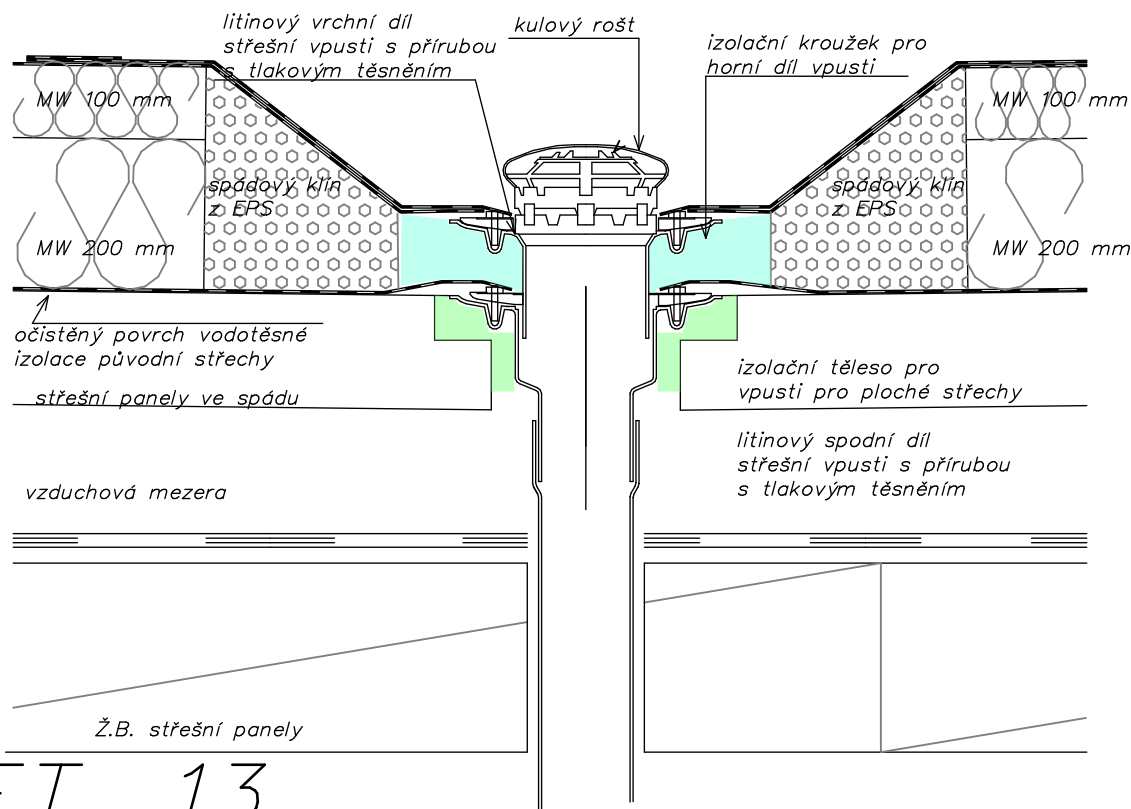 litinový vrchní díl
střešní vpusti s přírubou
s tlakovým těsněním
kulový rošt
izolační kroužek pro
horní díl vpusti
MW 100 mm
MW 100 mm
spádový klín
z EPS
spádový klín
z EPS
MW 200 mm
MW 200 mm
očistěný povrch vodotěsné
izolace původní střechy
střešní panely ve spádu
izolační těleso pro
vpusti pro ploché střechy
litinový spodní díl
střešní vpusti s přírubou
s tlakovým těsněním
vzduchová mezera
Ž.B. střešní panely
ET 13